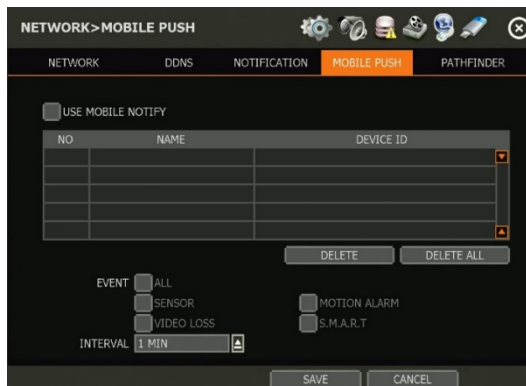 NETWORK>MOBILE PUSH
NETWORK DDNS NOTIFICATION MOBILE PUSH PATHFINDER
USE MOBILE NOTIFY
NO NAME DEVICE ID
DELETE DELETE ALL
EVENT ALL
SENSOR MOTION ALARM
VIDEO LOSS S.M.A.R.T
INTERVAL 1 MIN
SAVE CANCEL